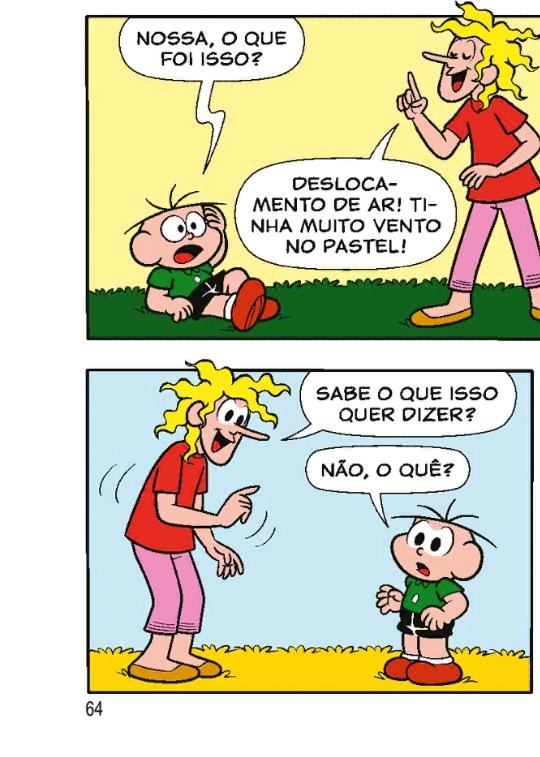 NOSSA, O QUE
FOI ISSO?
DESLOCA-
MENTO DE AR! TI-
NHA MUITO VENTO
NO PASTEL!
SABE O QUE ISSO
QUER DIZER?
NÃO, O QUÊ?
64